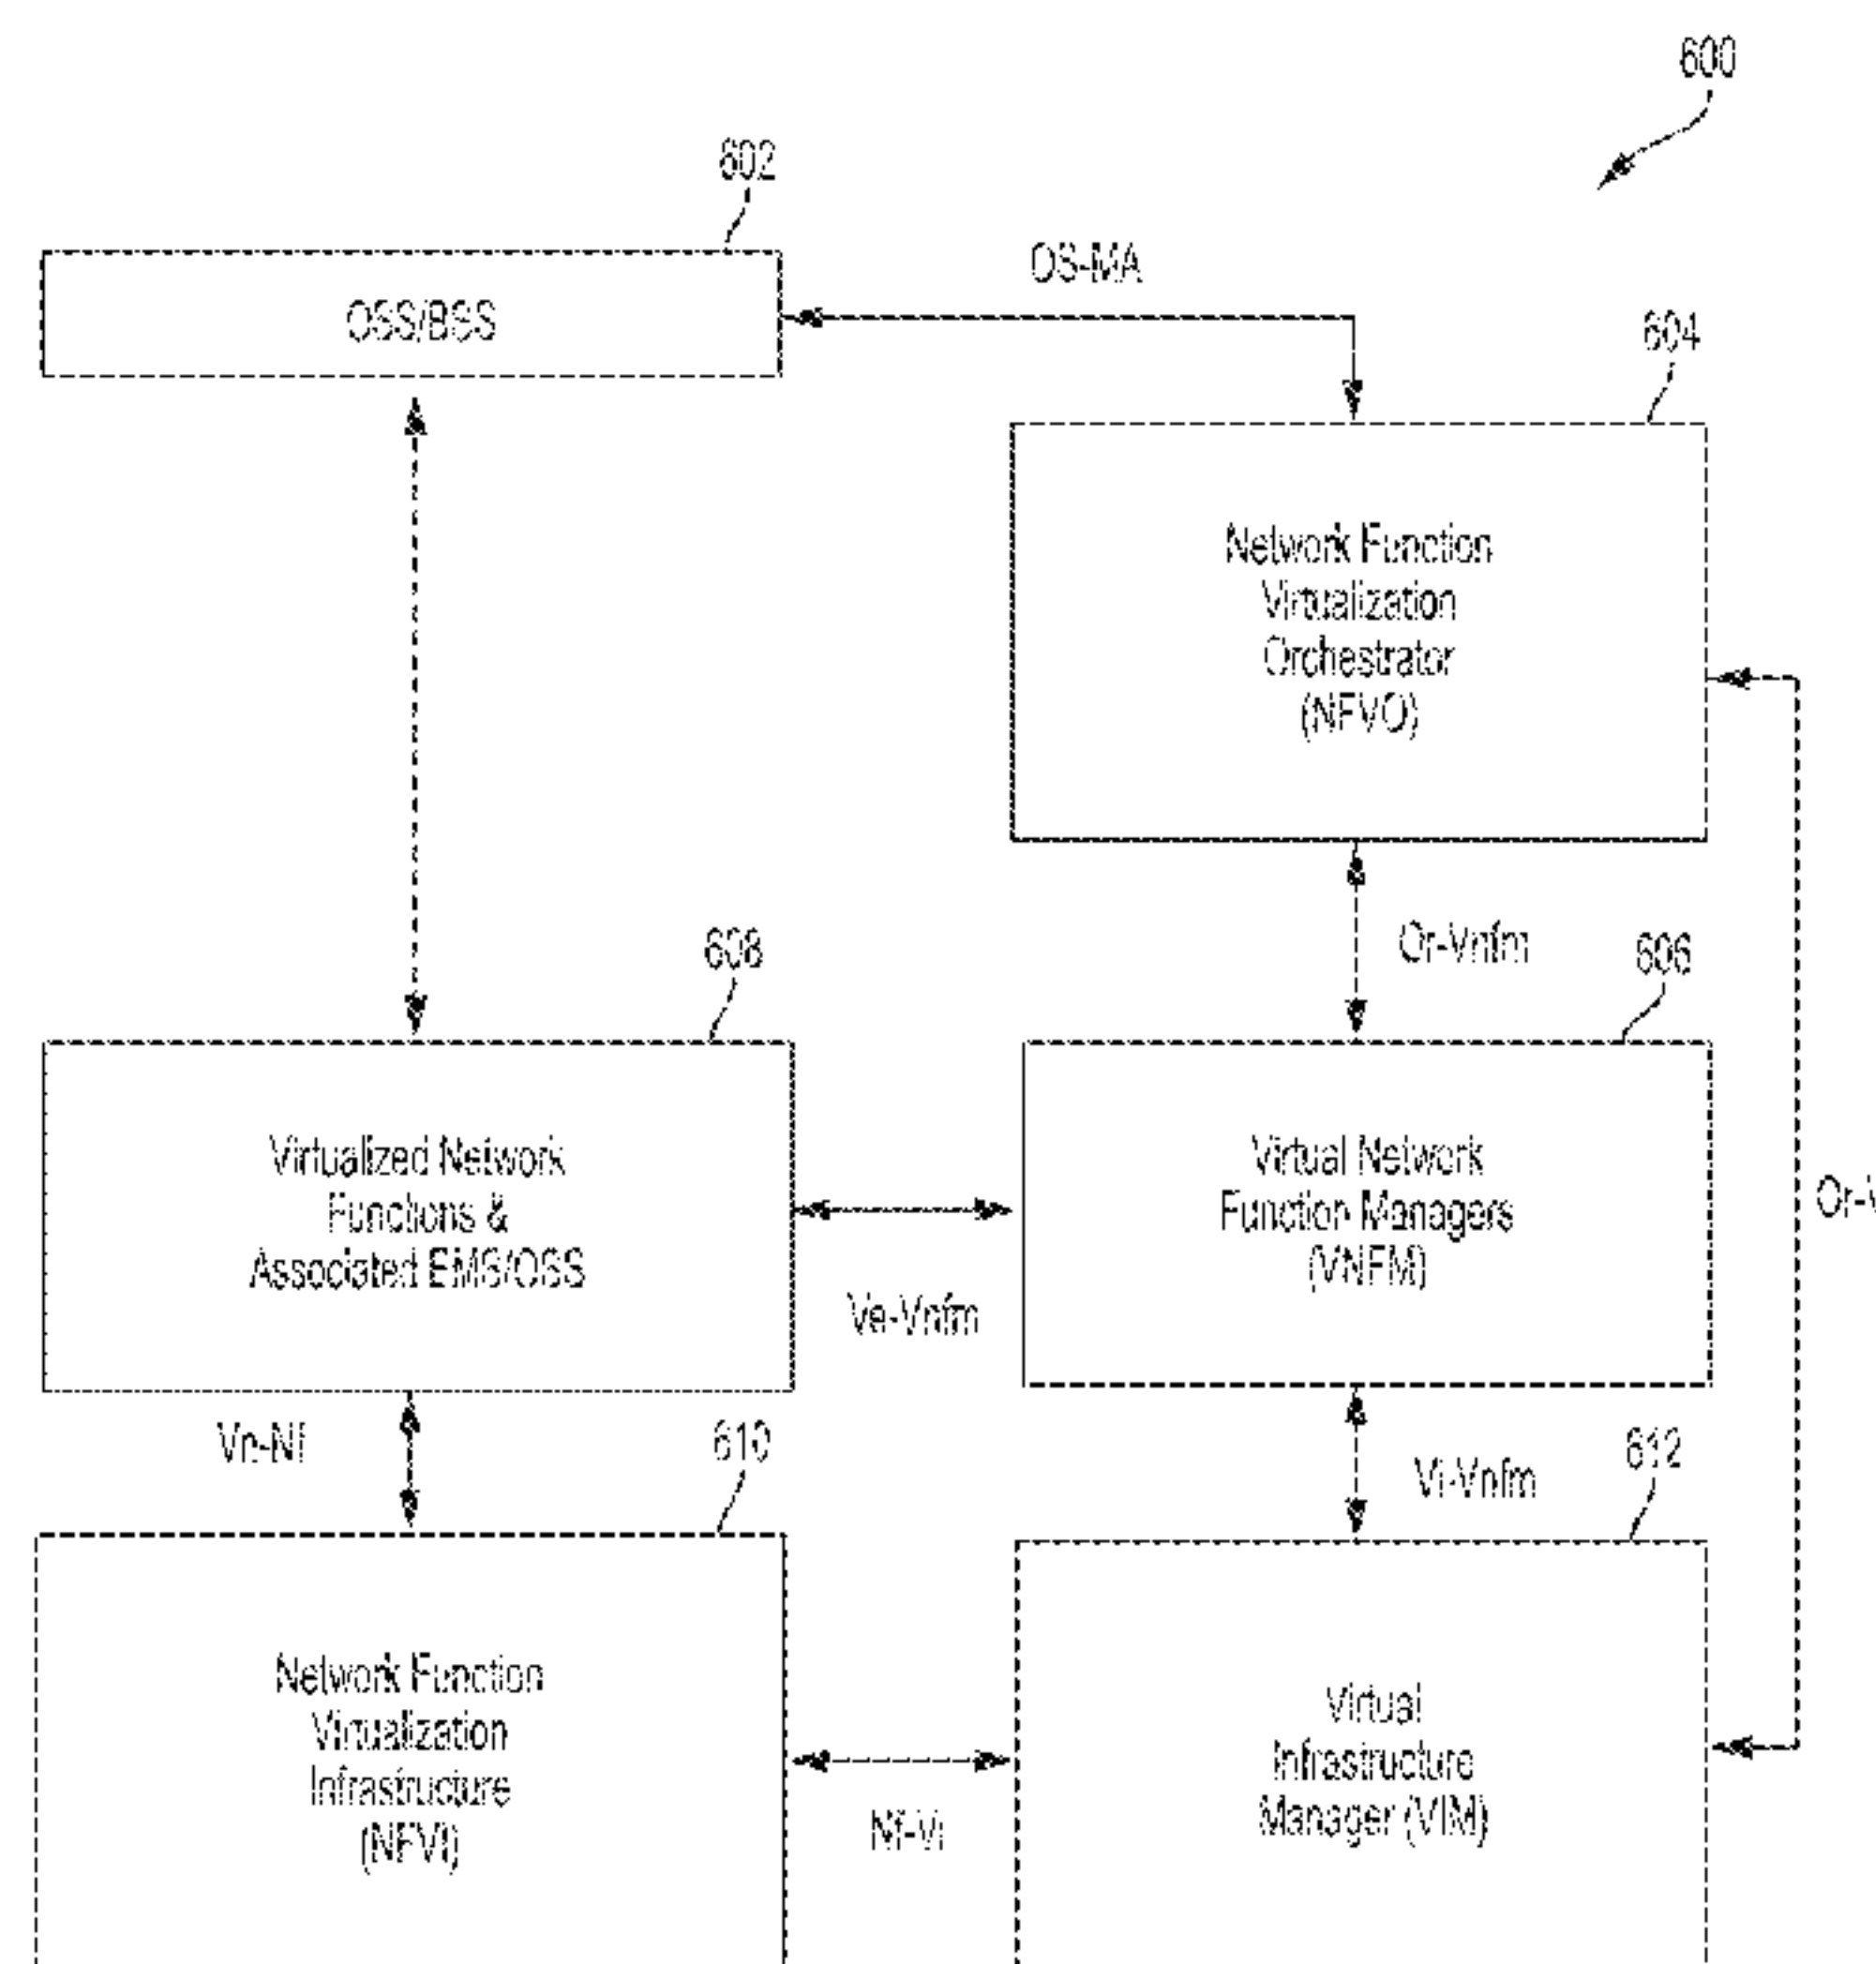 600
602
OS-MA
OSS/BSS
604
Network Function
Virtualization
Orchestrator
(NFVO)
Or-Vnfm
608
606
Virtualized Network
Functions &
Associated EMS/OSS
Virtual Network
Function Managers
(VNFM)
Ve-Vnfm
Vn-Nf
610
Vi-Vnfm
612
Network Function
Virtualization
Infrastructure
(NFVI)
Virtual
Infrastructure
Manager (VIM)
Nf-Vi